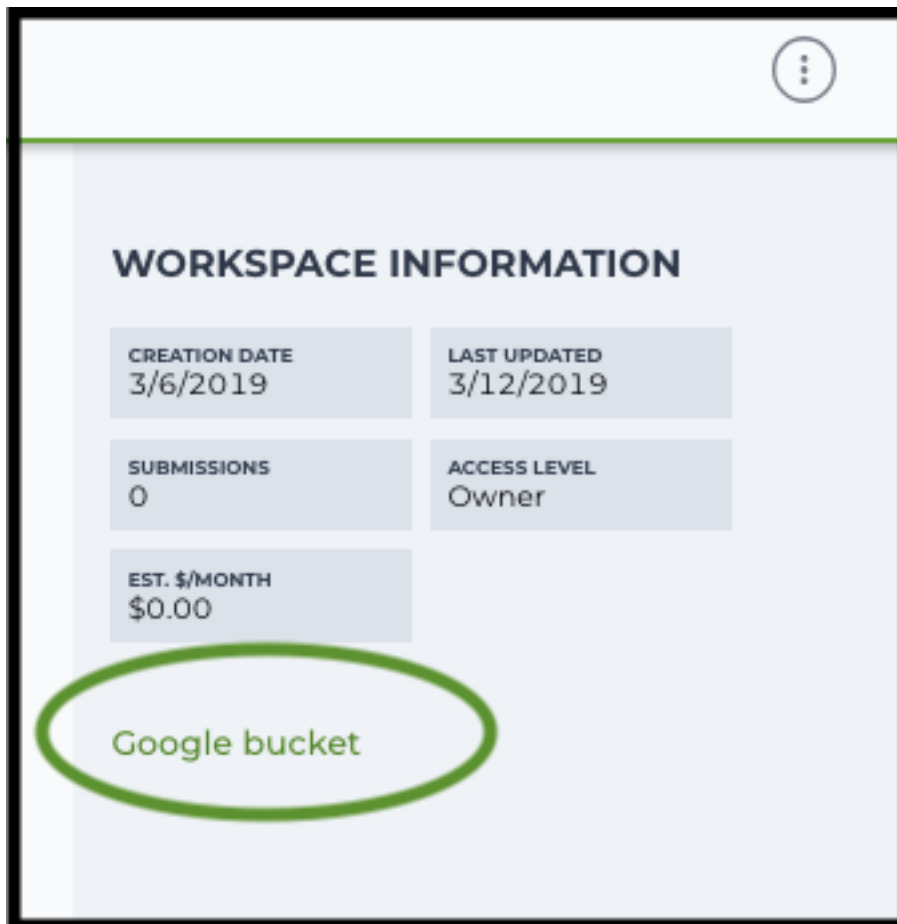 WORKSPACE INFORMATION
CREATION DATE
3/6/2019
LAST UPDATED
3/12/2019
SUBMISSIONS
0
ACCESS LEVEL
Owner
EST. $/MONTH
$0.00
Google bucket